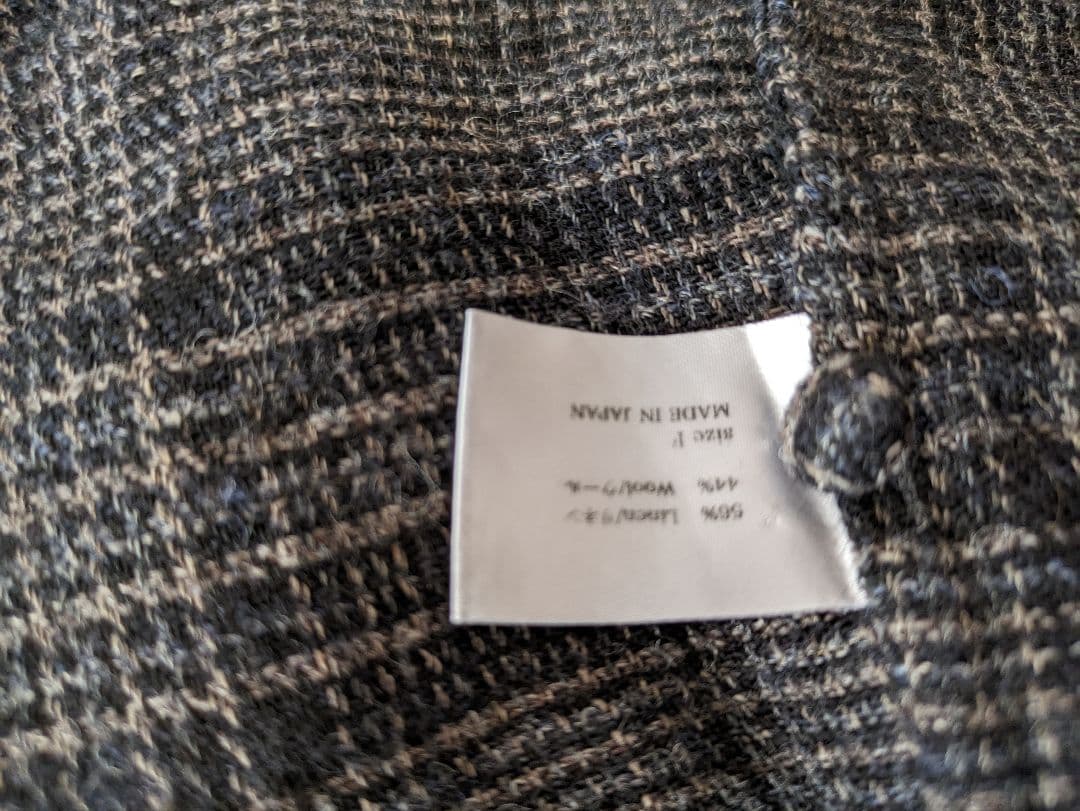 56% Linen/リネン
44% Wool/ウール
size F
MADE IN JAPAN